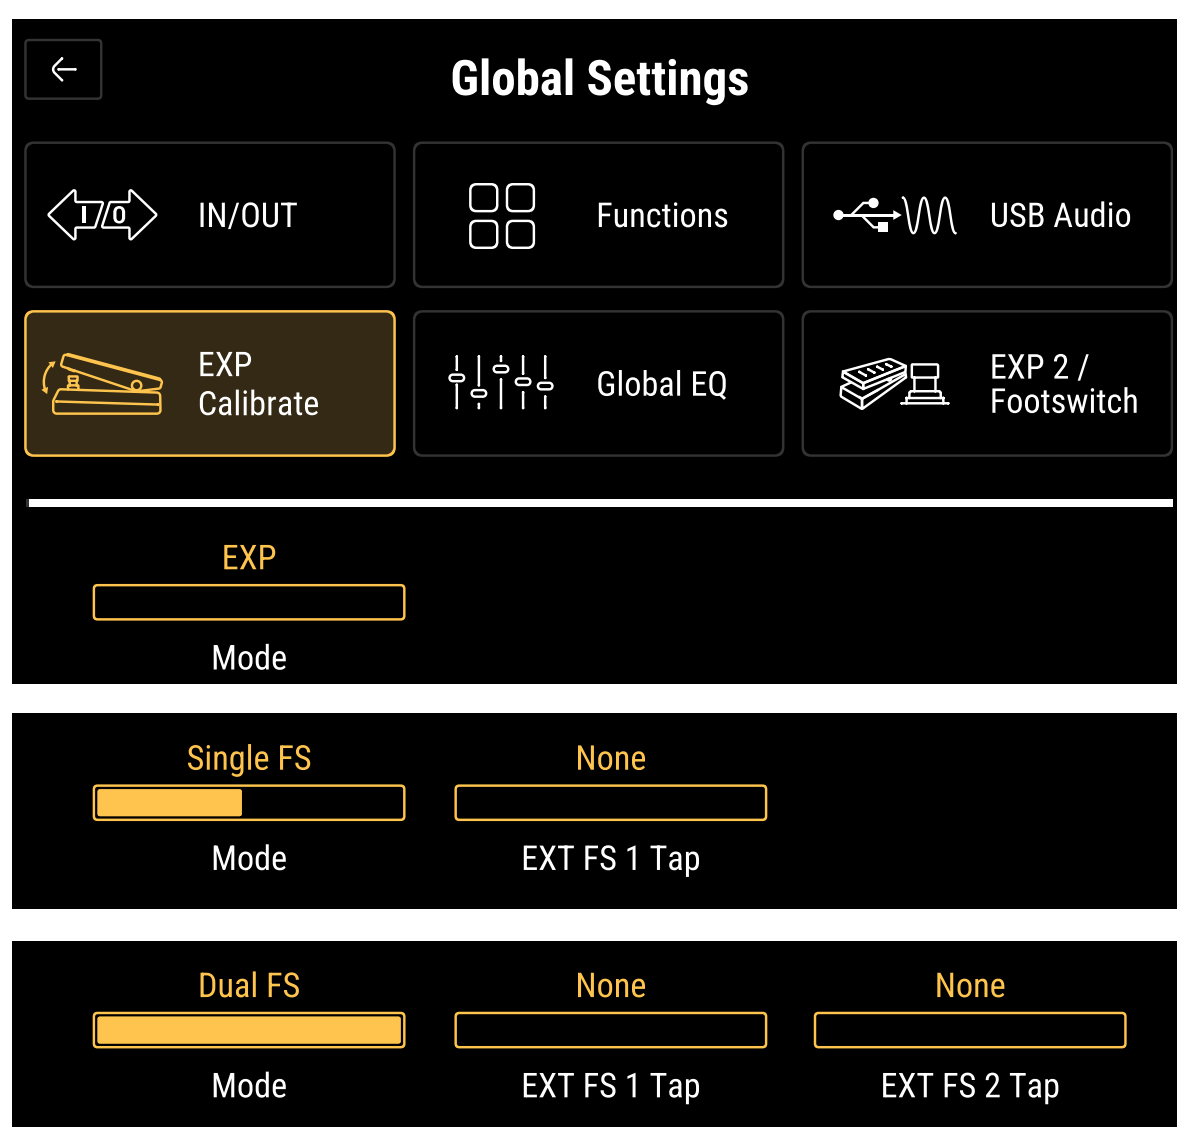 Global Settings
I/O IN/OUT
Functions
USB Audio
EXP
Calibrate
Global EQ
EXP 2 /
Footswitch
EXP
Mode
Single FS
None
Mode
EXT FS 1 Tap
Dual FS
None
None
Mode
EXT FS 1 Tap
EXT FS 2 Tap